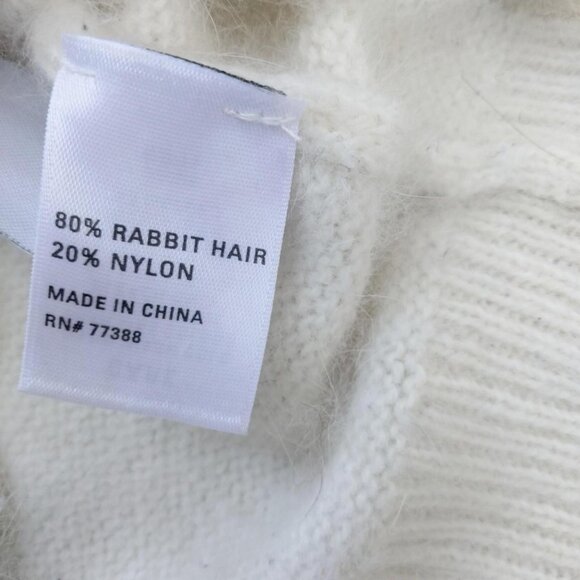 80% RABBIT HAIR
20% NYLON
MADE IN CHINA
RN# 77388